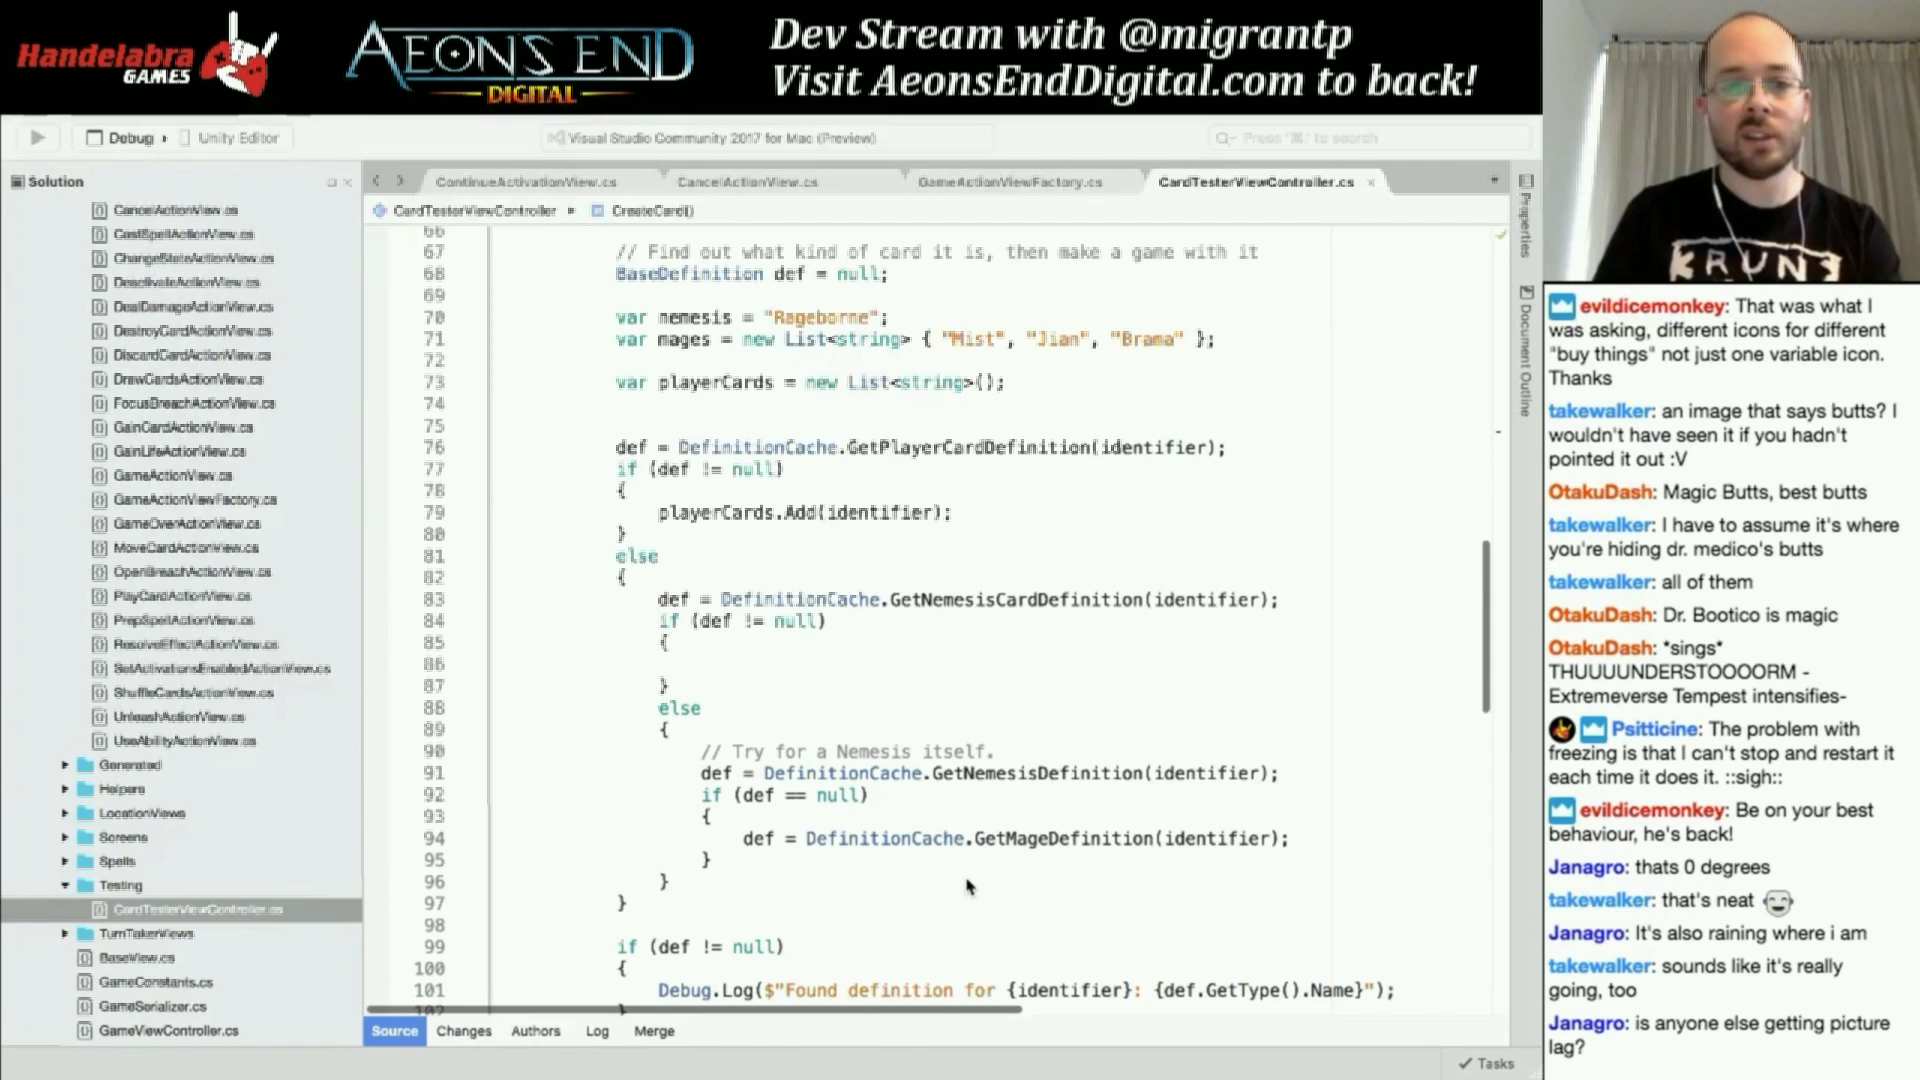 Handelabra
GAMES
AEONS END
DIGITAL
Dev Stream with @migrantp
Visit AeonsEndDigital.com to back!
Debug
Unity Editor
Visual Studio Community 2017 for Mac (Preview)
Press '⌘.' to search
Solution
ContinueActivationView.cs
CancelActionView.cs
GameActionViewFactory.cs
CardTesterViewController.cs
CardTesterViewController
CreateCard()
Properties
Document Outline
CancelActionView.cs
CastSpellActionView.cs
ChangeStateActionView.cs
DeactivateActionView.cs
DealDamageActionView.cs
DestroyCardActionView.cs
DiscardCardActionView.cs
DrawCardsActionView.cs
FocusBreachActionView.cs
GainCardActionView.cs
GainLifeActionView.cs
GameActionView.cs
GameActionViewFactory.cs
GameOverActionView.cs
MoveCardActionView.cs
OpenBreachActionView.cs
PlayCardActionView.cs
PrepSpellActionView.cs
ResolveEffectActionView.cs
SetActivationsEnabledActionView.cs
ShuffleCardsActionView.cs
UnleashActionView.cs
UseAbilityActionView.cs
Generated
Helpers
LocationViews
Screens
Spells
Testing
CardTesterViewController.cs
TurnTakerViews
BaseView.cs
GameConstants.cs
GameSerializer.cs
GameViewController.cs
66
67 // Find out what kind of card it is, then make a game with it
68 BaseDefinition def = null;
69
70 var nemesis = "Rageborne";
71 var mages = new List<string> { "Mist", "Jian", "Brama" };
72
73 var playerCards = new List<string>();
74
75
76 def = DefinitionCache.GetPlayerCardDefinition(identifier);
77 if (def != null)
78 {
79 playerCards.Add(identifier);
80 }
81 else
82 {
83 def = DefinitionCache.GetNemesisCardDefinition(identifier);
84 if (def != null)
85 {
86
87 }
88 else
89 {
90 // Try for a Nemesis itself.
91 def = DefinitionCache.GetNemesisDefinition(identifier);
92 if (def == null)
93 {
94 def = DefinitionCache.GetMageDefinition(identifier);
95 }
96 }
97 }
98
99 if (def != null)
100 {
101 Debug.Log($"Found definition for {identifier}: {def.GetType().Name}");
102 }
Source Changes Authors Log Merge
Tasks
KRUN
evildicemonkey: That was what I
was asking, different icons for different
"buy things" not just one variable icon.
Thanks
takewalker: an image that says butts? I
wouldn't have seen it if you hadn't
pointed it out :V
OtakuDash: Magic Butts, best butts
takewalker: I have to assume it's where
you're hiding dr. medico's butts
takewalker: all of them
OtakuDash: Dr. Bootico is magic
OtakuDash: *sings*
THUUUUNDERSTOOOORM -
Extremeverse Tempest intensifies-
Psitticine: The problem with
freezing is that I can't stop and restart it
each time it does it. ::sigh::
evildicemonkey: Be on your best
behaviour, he's back!
Janagro: thats 0 degrees
takewalker: that's neat
Janagro: It's also raining where i am
takewalker: sounds like it's really
going, too
Janagro: is anyone else getting picture
lag?